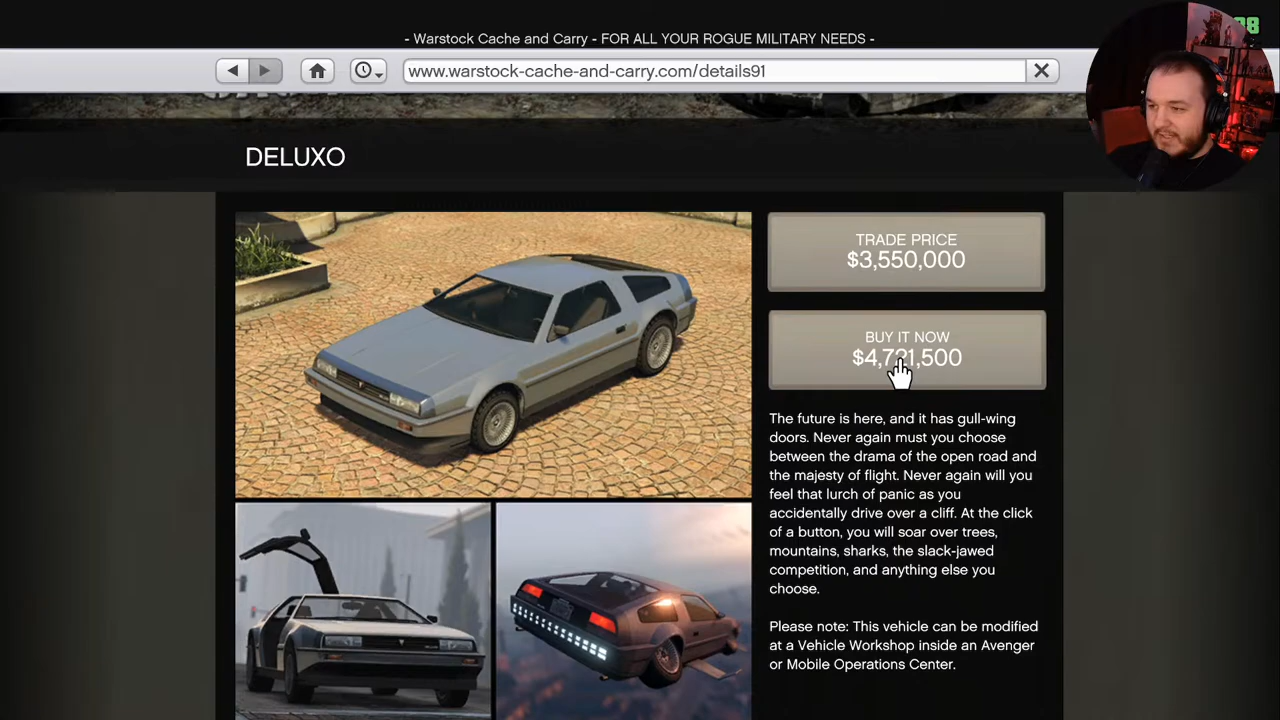 - Warstock Cache and Carry - FOR ALL YOUR ROGUE MILITARY NEEDS -
www.warstock-cache-and-carry.com/details91
DELUXO
TRADE PRICE
$3,550,000
BUY IT NOW
$4,721,500
The future is here, and it has gull-wing
doors. Never again must you choose
between the drama of the open road and
the majesty of flight. Never again will you
feel that lurch of panic as you
accidentally drive over a cliff. At the click
of a button, you will soar over trees,
mountains, sharks, the slack-jawed
competition, and anything else you
choose.
Please note: This vehicle can be modified
at a Vehicle Workshop inside an Avenger
or Mobile Operations Center.